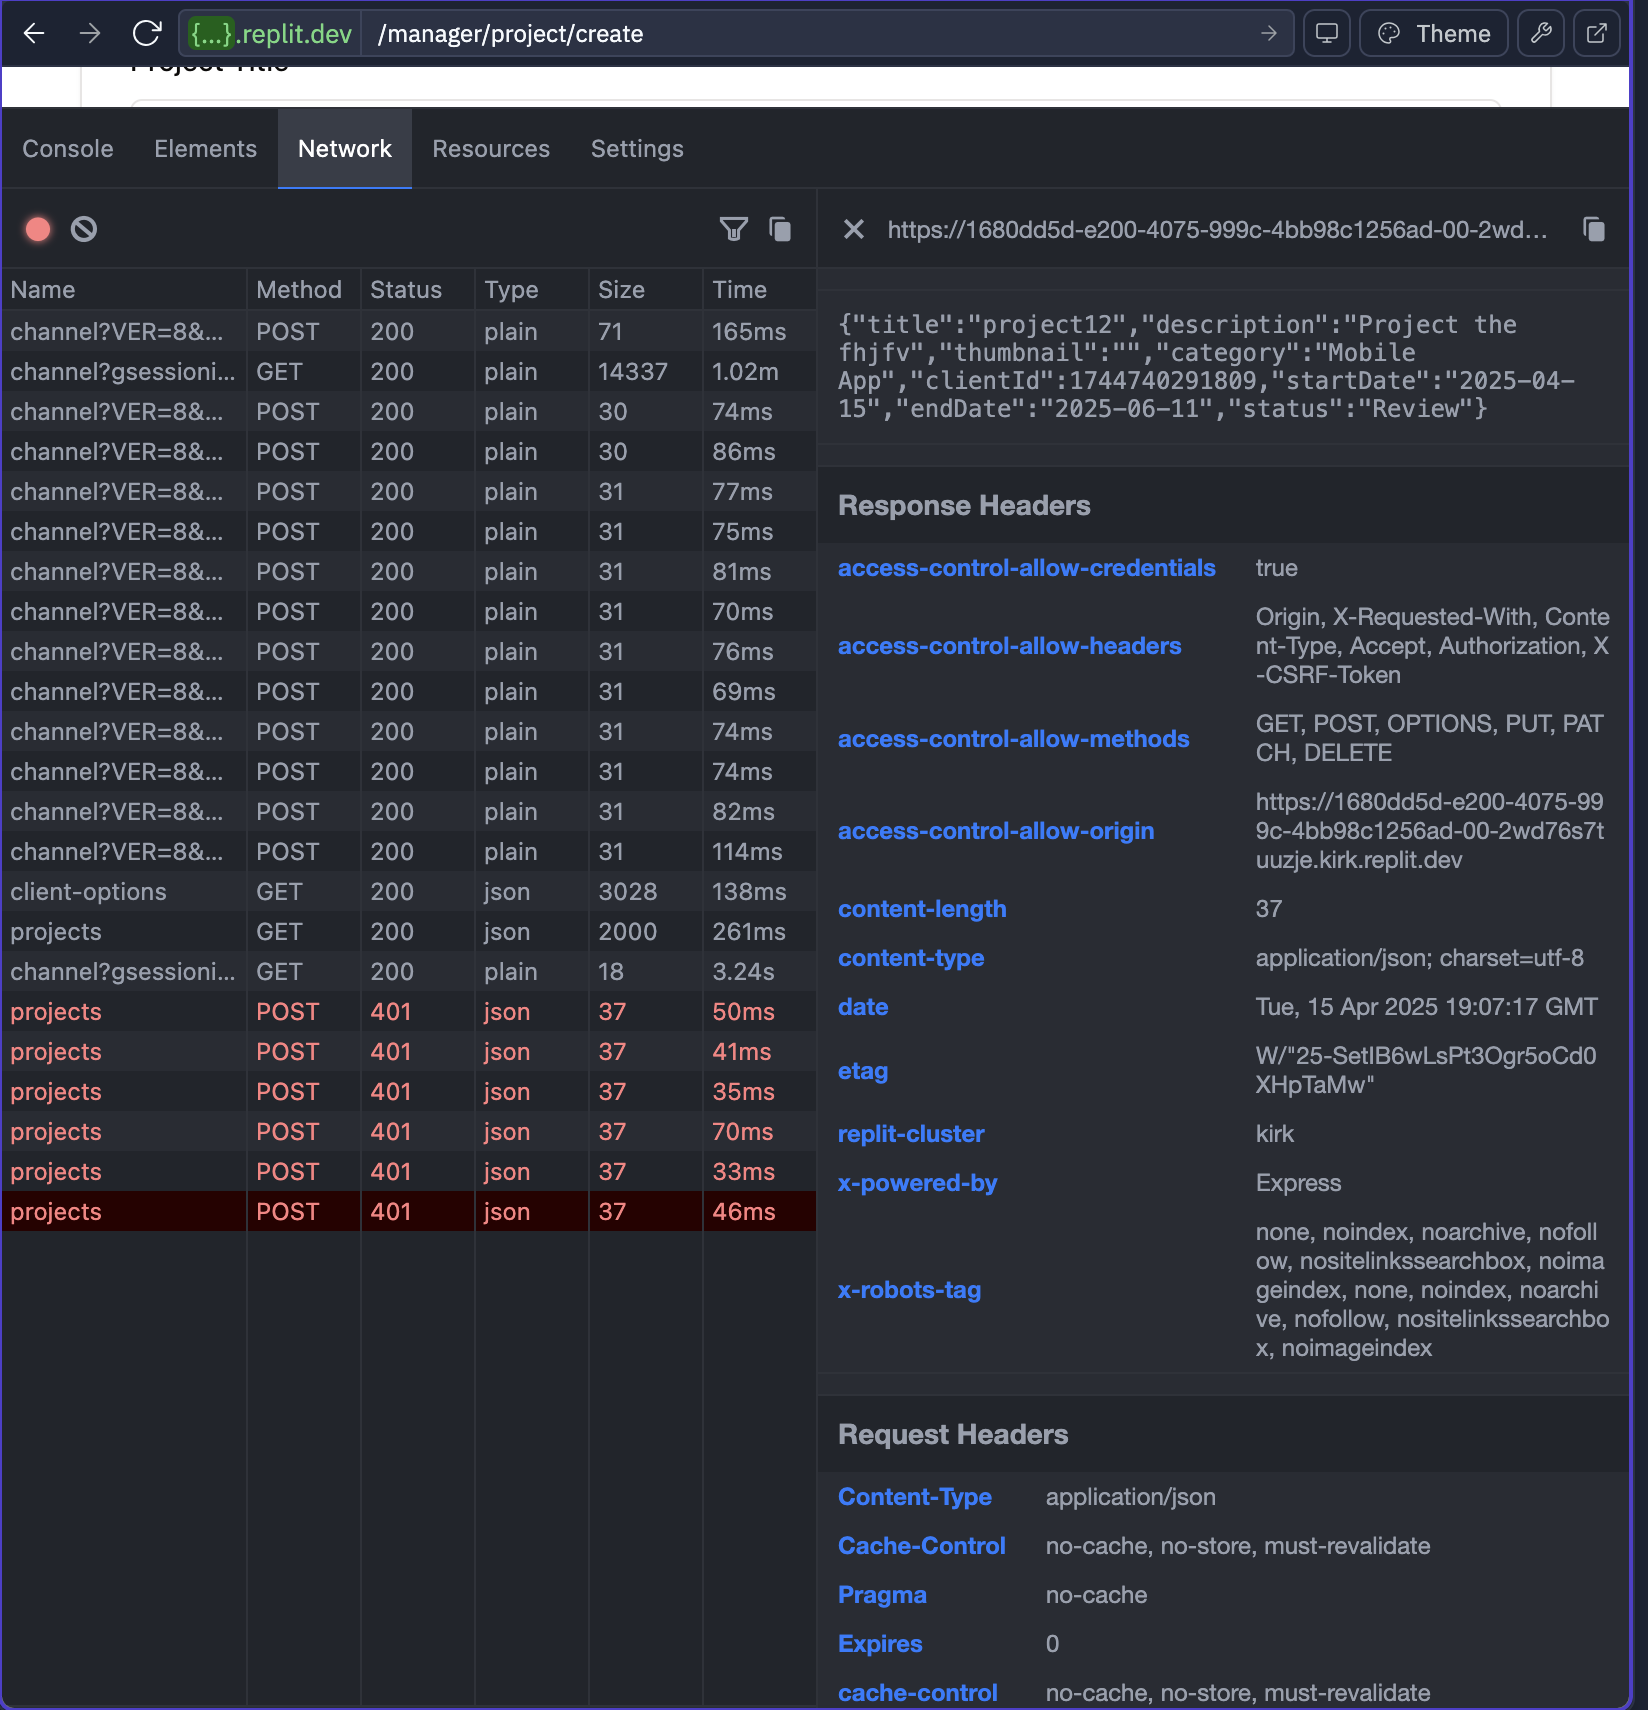 {...}.replit.dev /manager/project/create Theme
Project Title
Console Elements Network Resources Settings
https://1680dd5d-e200-4075-999c-4bb98c1256ad-00-2wd...
Name Method Status Type Size Time
channel?VER=8&... POST 200 plain 71 165ms
channel?gsessioni... GET 200 plain 14337 1.02m
channel?VER=8&... POST 200 plain 30 74ms
channel?VER=8&... POST 200 plain 30 86ms
channel?VER=8&... POST 200 plain 31 77ms
channel?VER=8&... POST 200 plain 31 75ms
channel?VER=8&... POST 200 plain 31 81ms
channel?VER=8&... POST 200 plain 31 70ms
channel?VER=8&... POST 200 plain 31 76ms
channel?VER=8&... POST 200 plain 31 69ms
channel?VER=8&... POST 200 plain 31 74ms
channel?VER=8&... POST 200 plain 31 74ms
channel?VER=8&... POST 200 plain 31 82ms
channel?VER=8&... POST 200 plain 31 114ms
client-options GET 200 json 3028 138ms
projects GET 200 json 2000 261ms
channel?gsessioni... GET 200 plain 18 3.24s
projects POST 401 json 37 50ms
projects POST 401 json 37 41ms
projects POST 401 json 37 35ms
projects POST 401 json 37 70ms
projects POST 401 json 37 33ms
projects POST 401 json 37 46ms
{"title":"project12","description":"Project the
fhjfv","thumbnail":"","category":"Mobile
App","clientId":1744740291809,"startDate":"2025-04-
15","endDate":"2025-06-11","status":"Review"}
Response Headers
access-control-allow-credentials true
access-control-allow-headers Origin, X-Requested-With, Conte
nt-Type, Accept, Authorization, X
-CSRF-Token
access-control-allow-methods GET, POST, OPTIONS, PUT, PAT
CH, DELETE
access-control-allow-origin https://1680dd5d-e200-4075-99
9c-4bb98c1256ad-00-2wd76s7t
uuzje.kirk.replit.dev
content-length 37
content-type application/json; charset=utf-8
date Tue, 15 Apr 2025 19:07:17 GMT
etag W/"25-SetIB6wLsPt3Ogr5oCd0
XHpTaMw"
replit-cluster kirk
x-powered-by Express
x-robots-tag none, noindex, noarchive, nofoll
ow, nositelinkssearchbox, noima
geindex, none, noindex, noarchi
ve, nofollow, nositelinkssearchbo
x, noimageindex
Request Headers
Content-Type application/json
Cache-Control no-cache, no-store, must-revalidate
Pragma no-cache
Expires 0
cache-control no-cache, no-store, must-revalidate